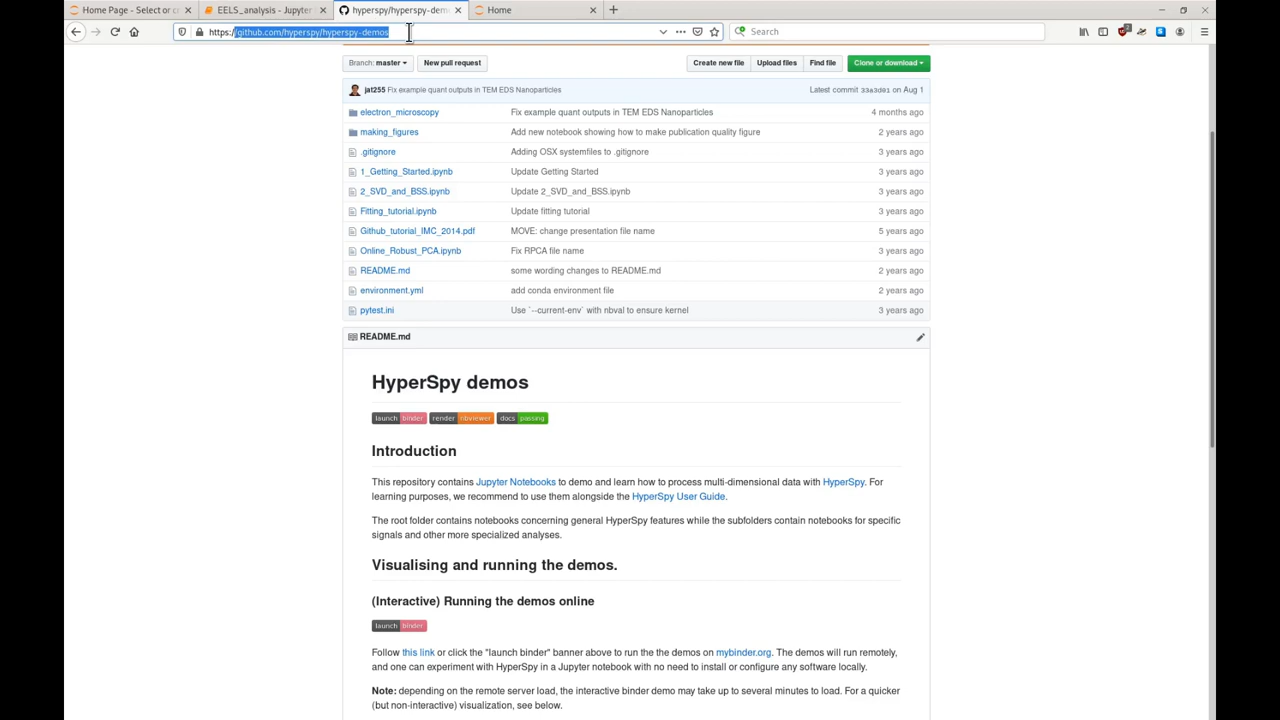 Home Page - Select or cr
EELS_analysis - Jupyter
hyperspy/hyperspy-dem
Home
https://github.com/hyperspy/hyperspy-demos
Search
Branch: master
New pull request
Create new file
Upload files
Find file
Clone or download
jat255 Fix example quant outputs in TEM EDS Nanoparticles
Latest commit 33a3d01 on Aug 1
electron_microscopy Fix example quant outputs in TEM EDS Nanoparticles 4 months ago
making_figures Add new notebook showing how to make publication quality figure 2 years ago
.gitignore Adding OSX systemfiles to .gitignore 3 years ago
1_Getting_Started.ipynb Update Getting Started 3 years ago
2_SVD_and_BSS.ipynb Update 2_SVD_and_BSS.ipynb 3 years ago
Fitting_tutorial.ipynb Update fitting tutorial 3 years ago
Github_tutorial_IMC_2014.pdf MOVE: change presentation file name 5 years ago
Online_Robust_PCA.ipynb Fix RPCA file name 3 years ago
README.md some wording changes to README.md 2 years ago
environment.yml add conda environment file 2 years ago
pytest.ini Use `--current-env` with nbval to ensure kernel 3 years ago
README.md
HyperSpy demos
launch binder render nbviewer docs passing
Introduction
This repository contains Jupyter Notebooks to demo and learn how to process multi-dimensional data with HyperSpy. For
learning purposes, we recommend to use them alongside the HyperSpy User Guide.
The root folder contains notebooks concerning general HyperSpy features while the subfolders contain notebooks for specific
signals and other more specialized analyses.
Visualising and running the demos.
(Interactive) Running the demos online
launch binder
Follow this link or click the "launch binder" banner above to run the the demos on mybinder.org. The demos will run remotely,
and one can experiment with HyperSpy in a Jupyter notebook with no need to install or configure any software locally.
Note: depending on the remote server load, the interactive binder demo may take up to several minutes to load. For a quicker
(but non-interactive) visualization, see below.